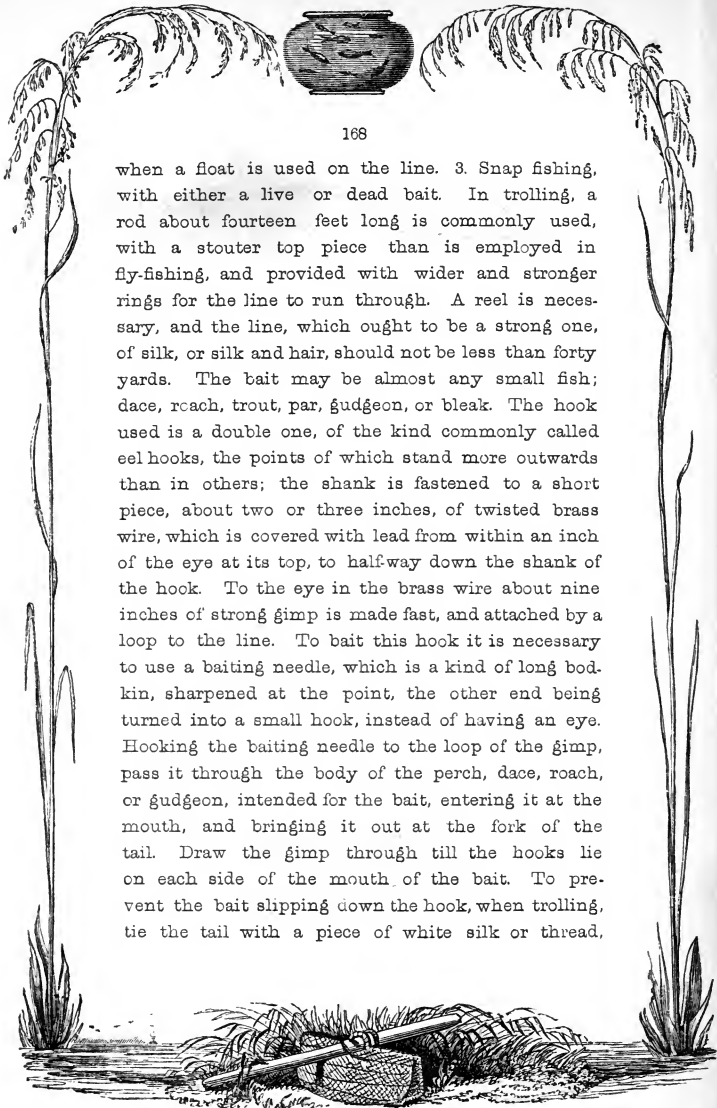 168
when a float is used on the line. 3. Snap fishing,
with either a live or dead bait. In trolling, a
rod about fourteen feet long is commonly used,
with a stouter top piece than is employed in
fly-fishing, and provided with wider and stronger
rings for the line to run through. A reel is neces-
sary, and the line, which ought to be a strong one,
of silk, or silk and hair, should not be less than forty
yards. The bait may be almost any small fish;
dace, roach, trout, par, gudgeon, or bleak. The hook
used is a double one, of the kind commonly called
eel hooks, the points of which stand more outwards
than in others; the shank is fastened to a short
piece, about two or three inches, of twisted brass
wire, which is covered with lead from within an inch
of the eye at its top, to half-way down the shank of
the hook. To the eye in the brass wire about nine
inches of strong gimp is made fast, and attached by a
loop to the line. To bait this hook it is necessary
to use a baiting needle, which is a kind of long bod-
kin, sharpened at the point, the other end being
turned into a small hook, instead of having an eye.
Hooking the baiting needle to the loop of the gimp,
pass it through the body of the perch, dace, roach,
or gudgeon, intended for the bait, entering it at the
mouth, and bringing it out at the fork of the
tail. Draw the gimp through till the hooks lie
on each side of the mouth of the bait. To pre-
vent the bait slipping down the hook, when trolling,
tie the tail with a piece of white silk or thread,